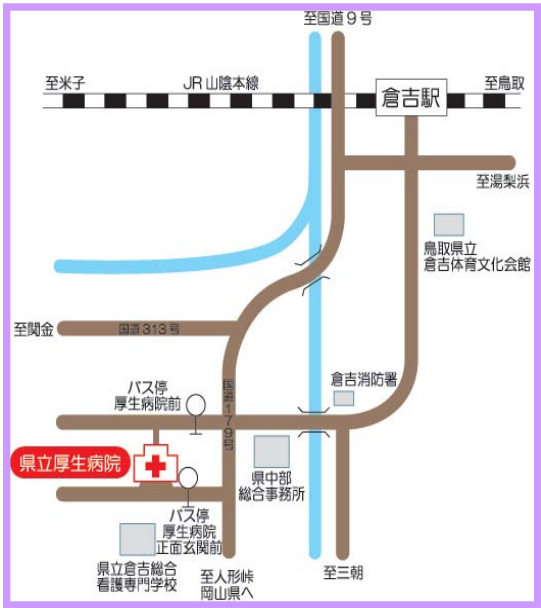 至国道9号
至米子
JR山陰本線
至鳥取
倉吉駅
至湯梨浜
鳥取県立
倉吉体育文化会館
至関金
国道313号
国道179号
倉吉消防署
バス停
厚生病院前
県立厚生病院
県中部
総合事務所
バス停
厚生病院
正面玄関前
県立倉吉総合
看護専門学校
至人形峠
岡山県へ
至三朝